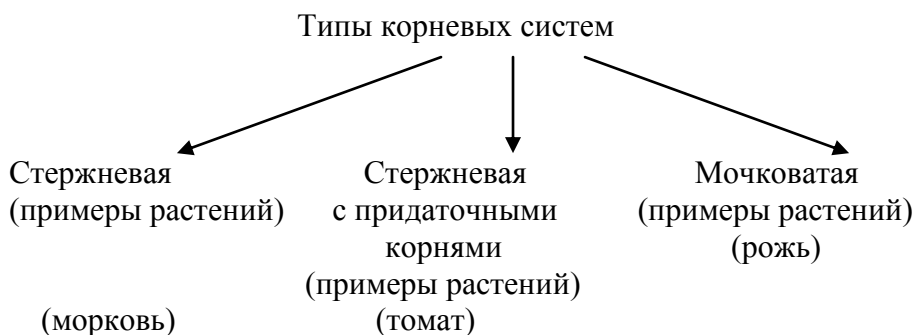 Типы корневых систем
Стержневая
(примеры растений)
(морковь)
Стержневая
с придаточными
корнями
(примеры растений)
(томат)
Мочковатая
(примеры растений)
(рожь)